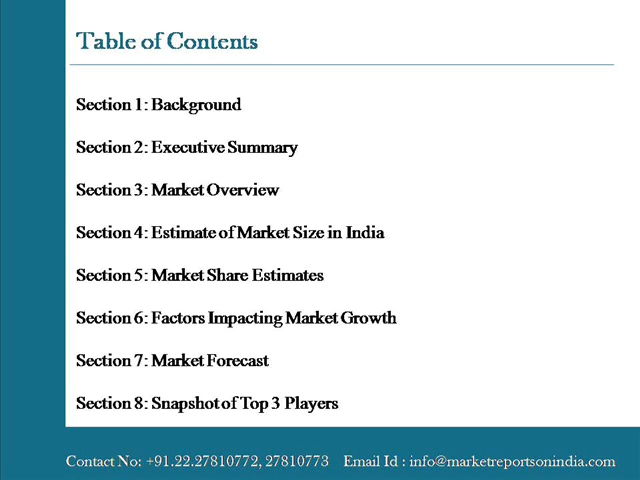 Table of Contents
Section 1: Background
Section 2: Executive Summary
Section 3: Market Overview
Section 4: Estimate of Market Size in India
Section 5: Market Share Estimates
Section 6: Factors Impacting Market Growth
Section 7: Market Forecast
Section 8: Snapshot of Top 3 Players
Contact No: +91.22.27810772, 27810773 Email Id : info@marketreportsonindia.com